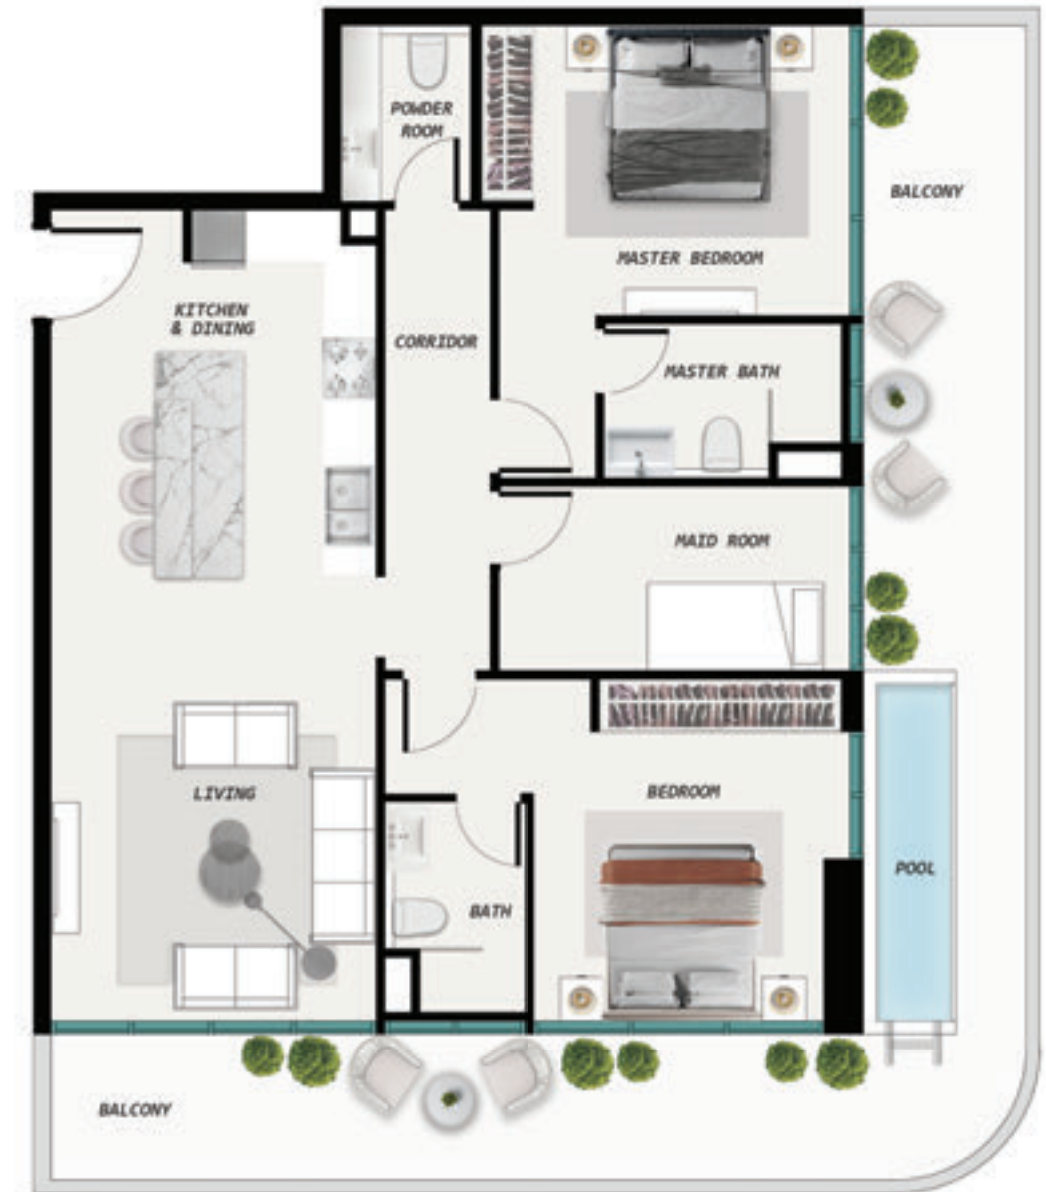 POWDER
ROOM
BALCONY
MASTER BEDROOM
KITCHEN
& DINING
CORRIDOR
MASTER BATH
MAID ROOM
LIVING
BEDROOM
POOL
BATH
BALCONY